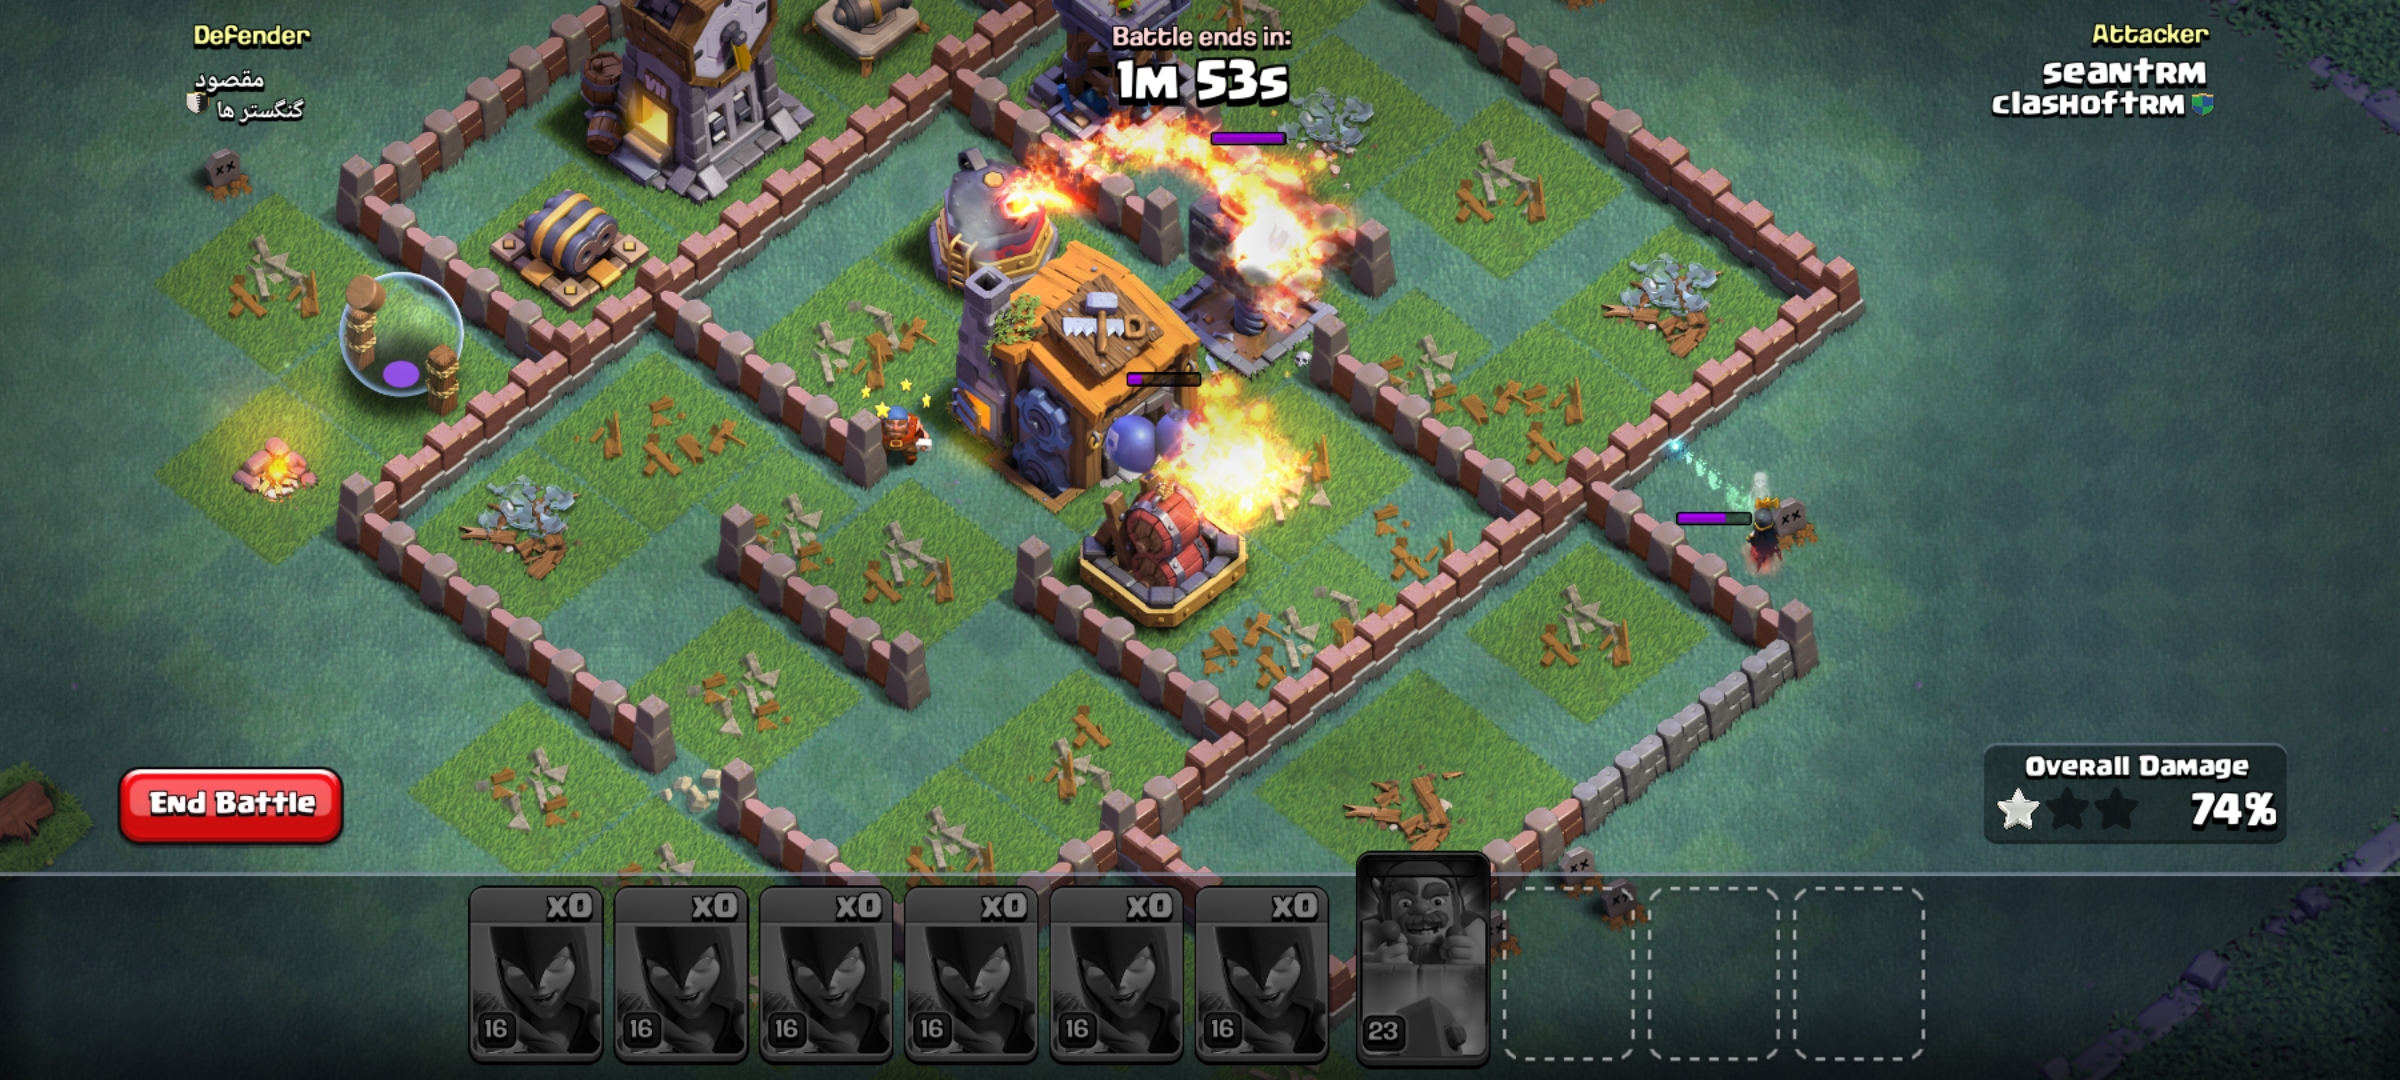 Defender
مقصود
گنگستر ها
Battle ends in:
1M 53s
Attacker
seantRM
clashoftRM
VII
End Battle
Overall Damage
74%
x0
x0
x0
x0
x0
x0
16
16
16
16
16
16
23